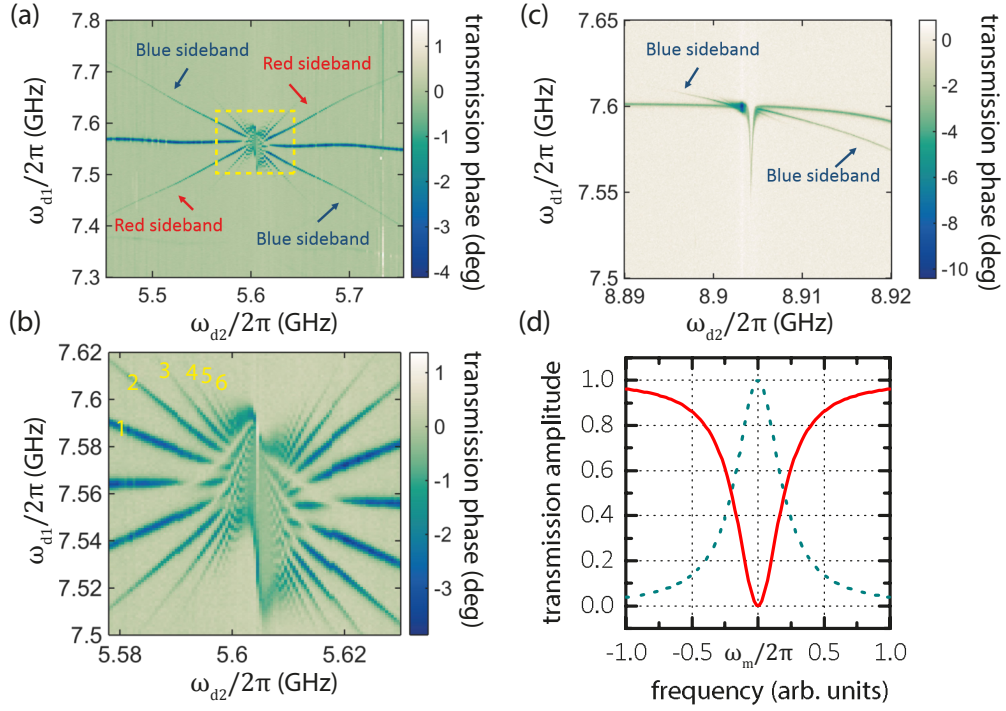 (a)
7.8
7.7
7.6
7.5
7.4
7.3
ω_d1/2π (GHz)
Blue sideband
Red sideband
Red sideband
Blue sideband
5.5
5.6
5.7
ω_d2/2π (GHz)
1
0
-1
-2
-3
-4
transmission phase (deg)
(c)
7.65
7.6
7.55
7.5
ω_d1/2π (GHz)
Blue sideband
Blue sideband
8.89
8.9
8.91
8.92
ω_d2/2π (GHz)
0
-2
-4
-6
-8
-10
transmission phase (deg)
(b)
7.62
7.6
7.58
7.56
7.54
7.52
7.5
ω_d1/2π (GHz)
1
2
3
4
5
6
5.58
5.6
5.62
ω_d2/2π (GHz)
1
0
-1
-2
-3
transmission phase (deg)
(d)
1.0
0.8
0.6
0.4
0.2
0.0
transmission amplitude
-1.0
-0.5
ω_m/2π
0.5
1.0
frequency (arb. units)